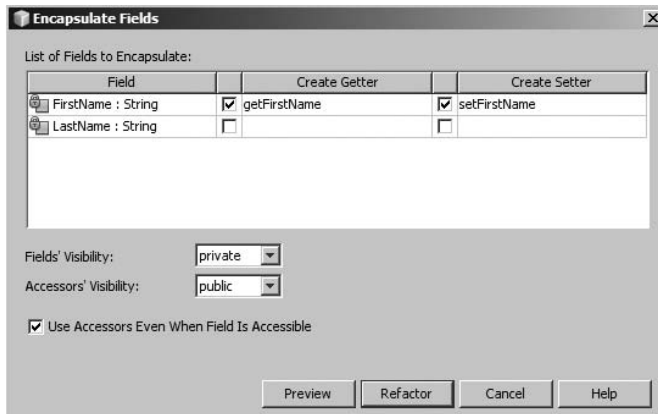 Encapsulate Fields
List of Fields to Encapsulate:
Field Create Getter Create Setter
FirstName : String getFirstName setFirstName
LastName : String
Fields' Visibility: private
Accessors' Visibility: public
Use Accessors Even When Field Is Accessible
Preview Refactor Cancel Help